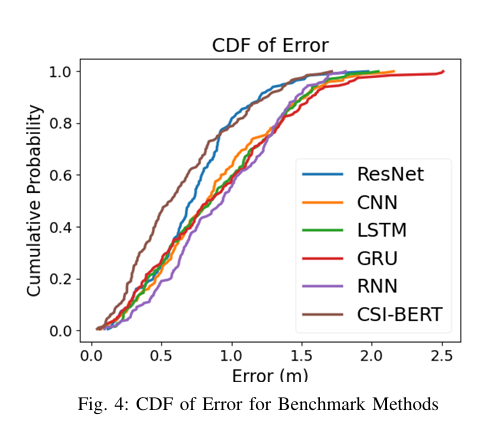 CDF of Error
Cumulative Probability
1.0
0.8
0.6
0.4
0.2
0.0
ResNet
CNN
LSTM
GRU
RNN
CSI-BERT
0.0 0.5 1.0 1.5 2.0 2.5
Error (m)
Fig. 4: CDF of Error for Benchmark Methods